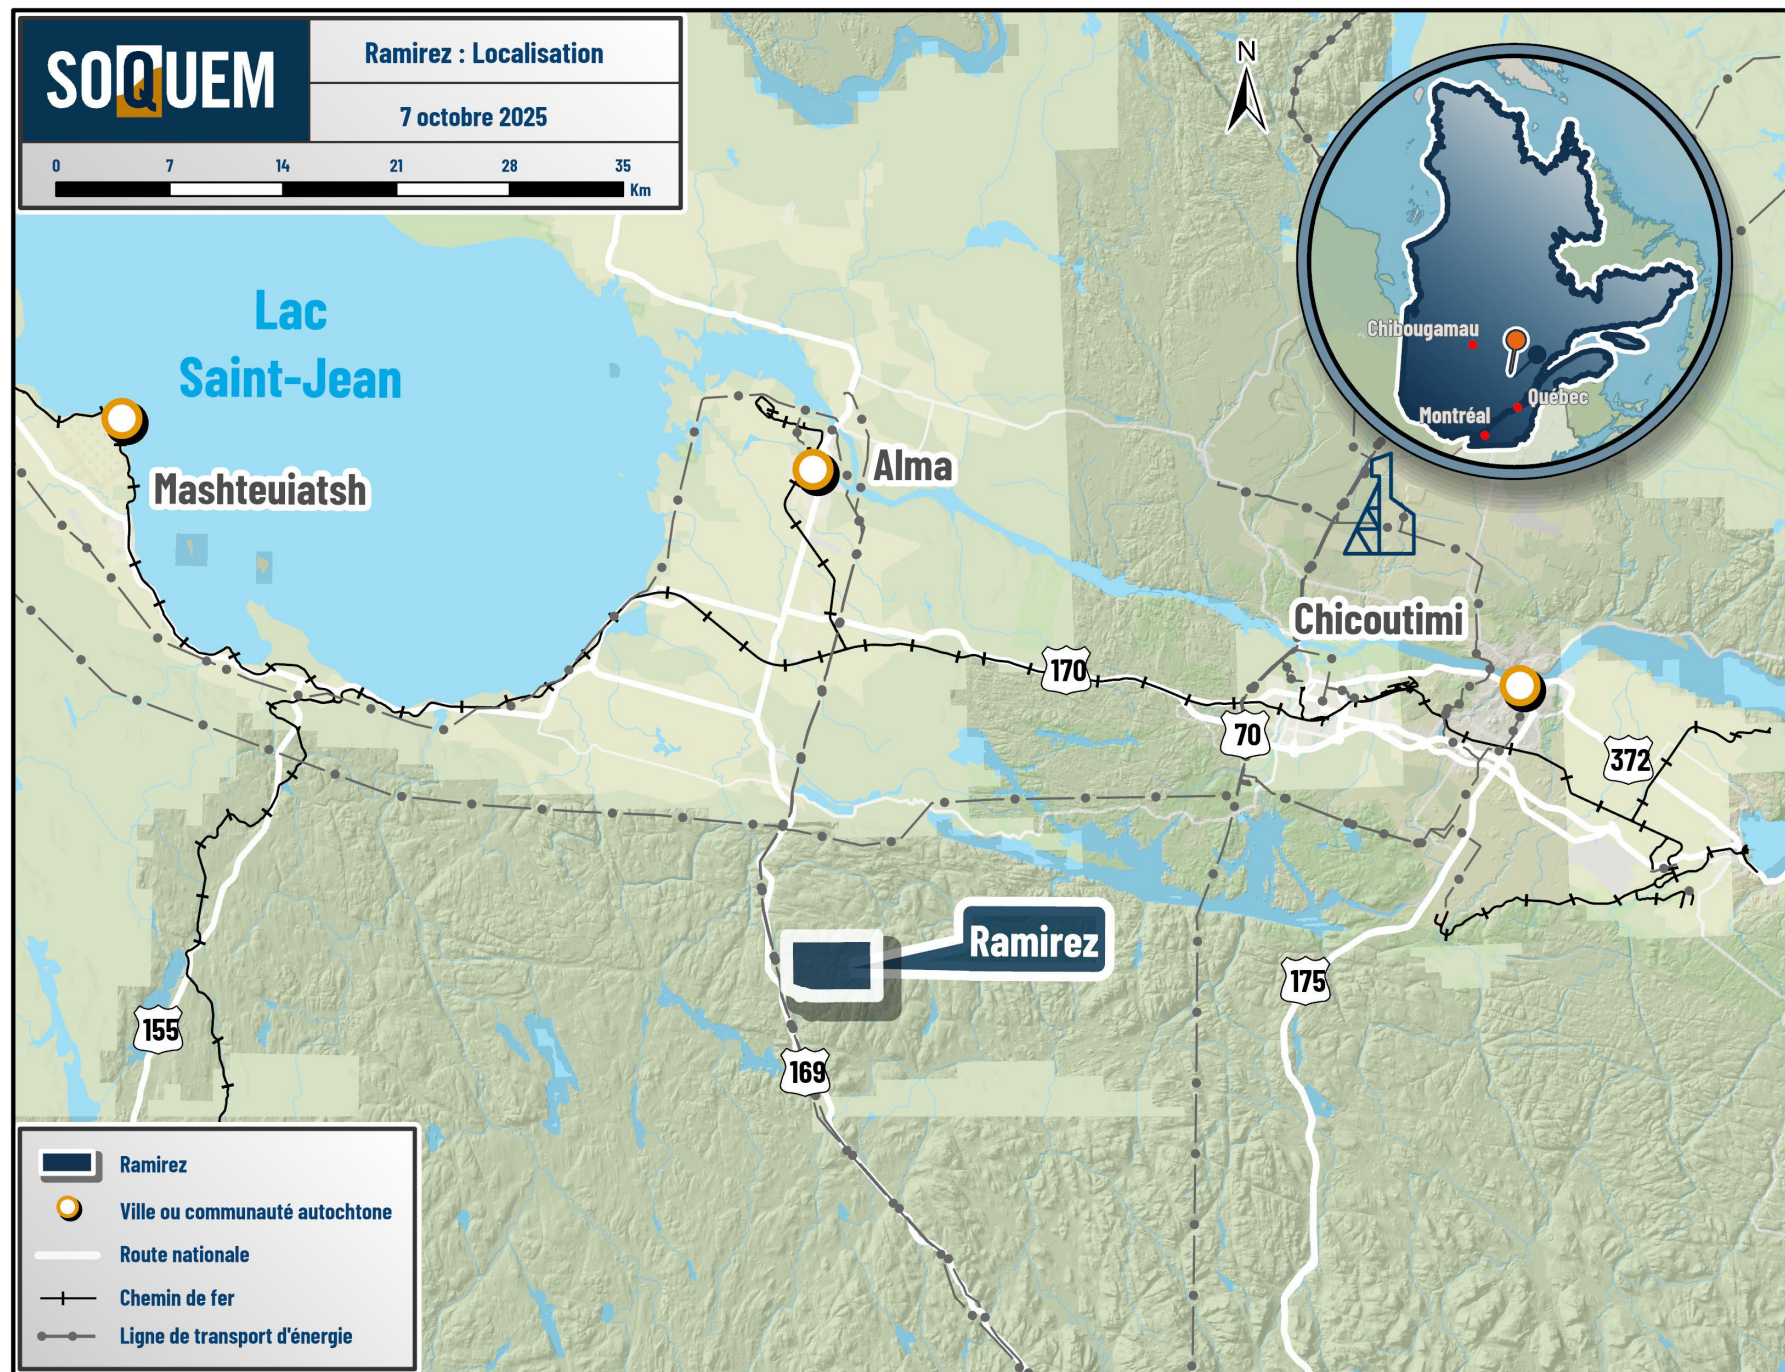 SOQUEM
Ramirez : Localisation
7 octobre 2025
0 7 14 21 28 35
Km
N
Chibougamau
Québec
Montréal
Lac
Saint-Jean
Mashteuiatsh
Alma
Chicoutimi
170
70
372
Ramirez
175
155
169
Ramirez
Ville ou communauté autochtone
Route nationale
Chemin de fer
Ligne de transport d'énergie